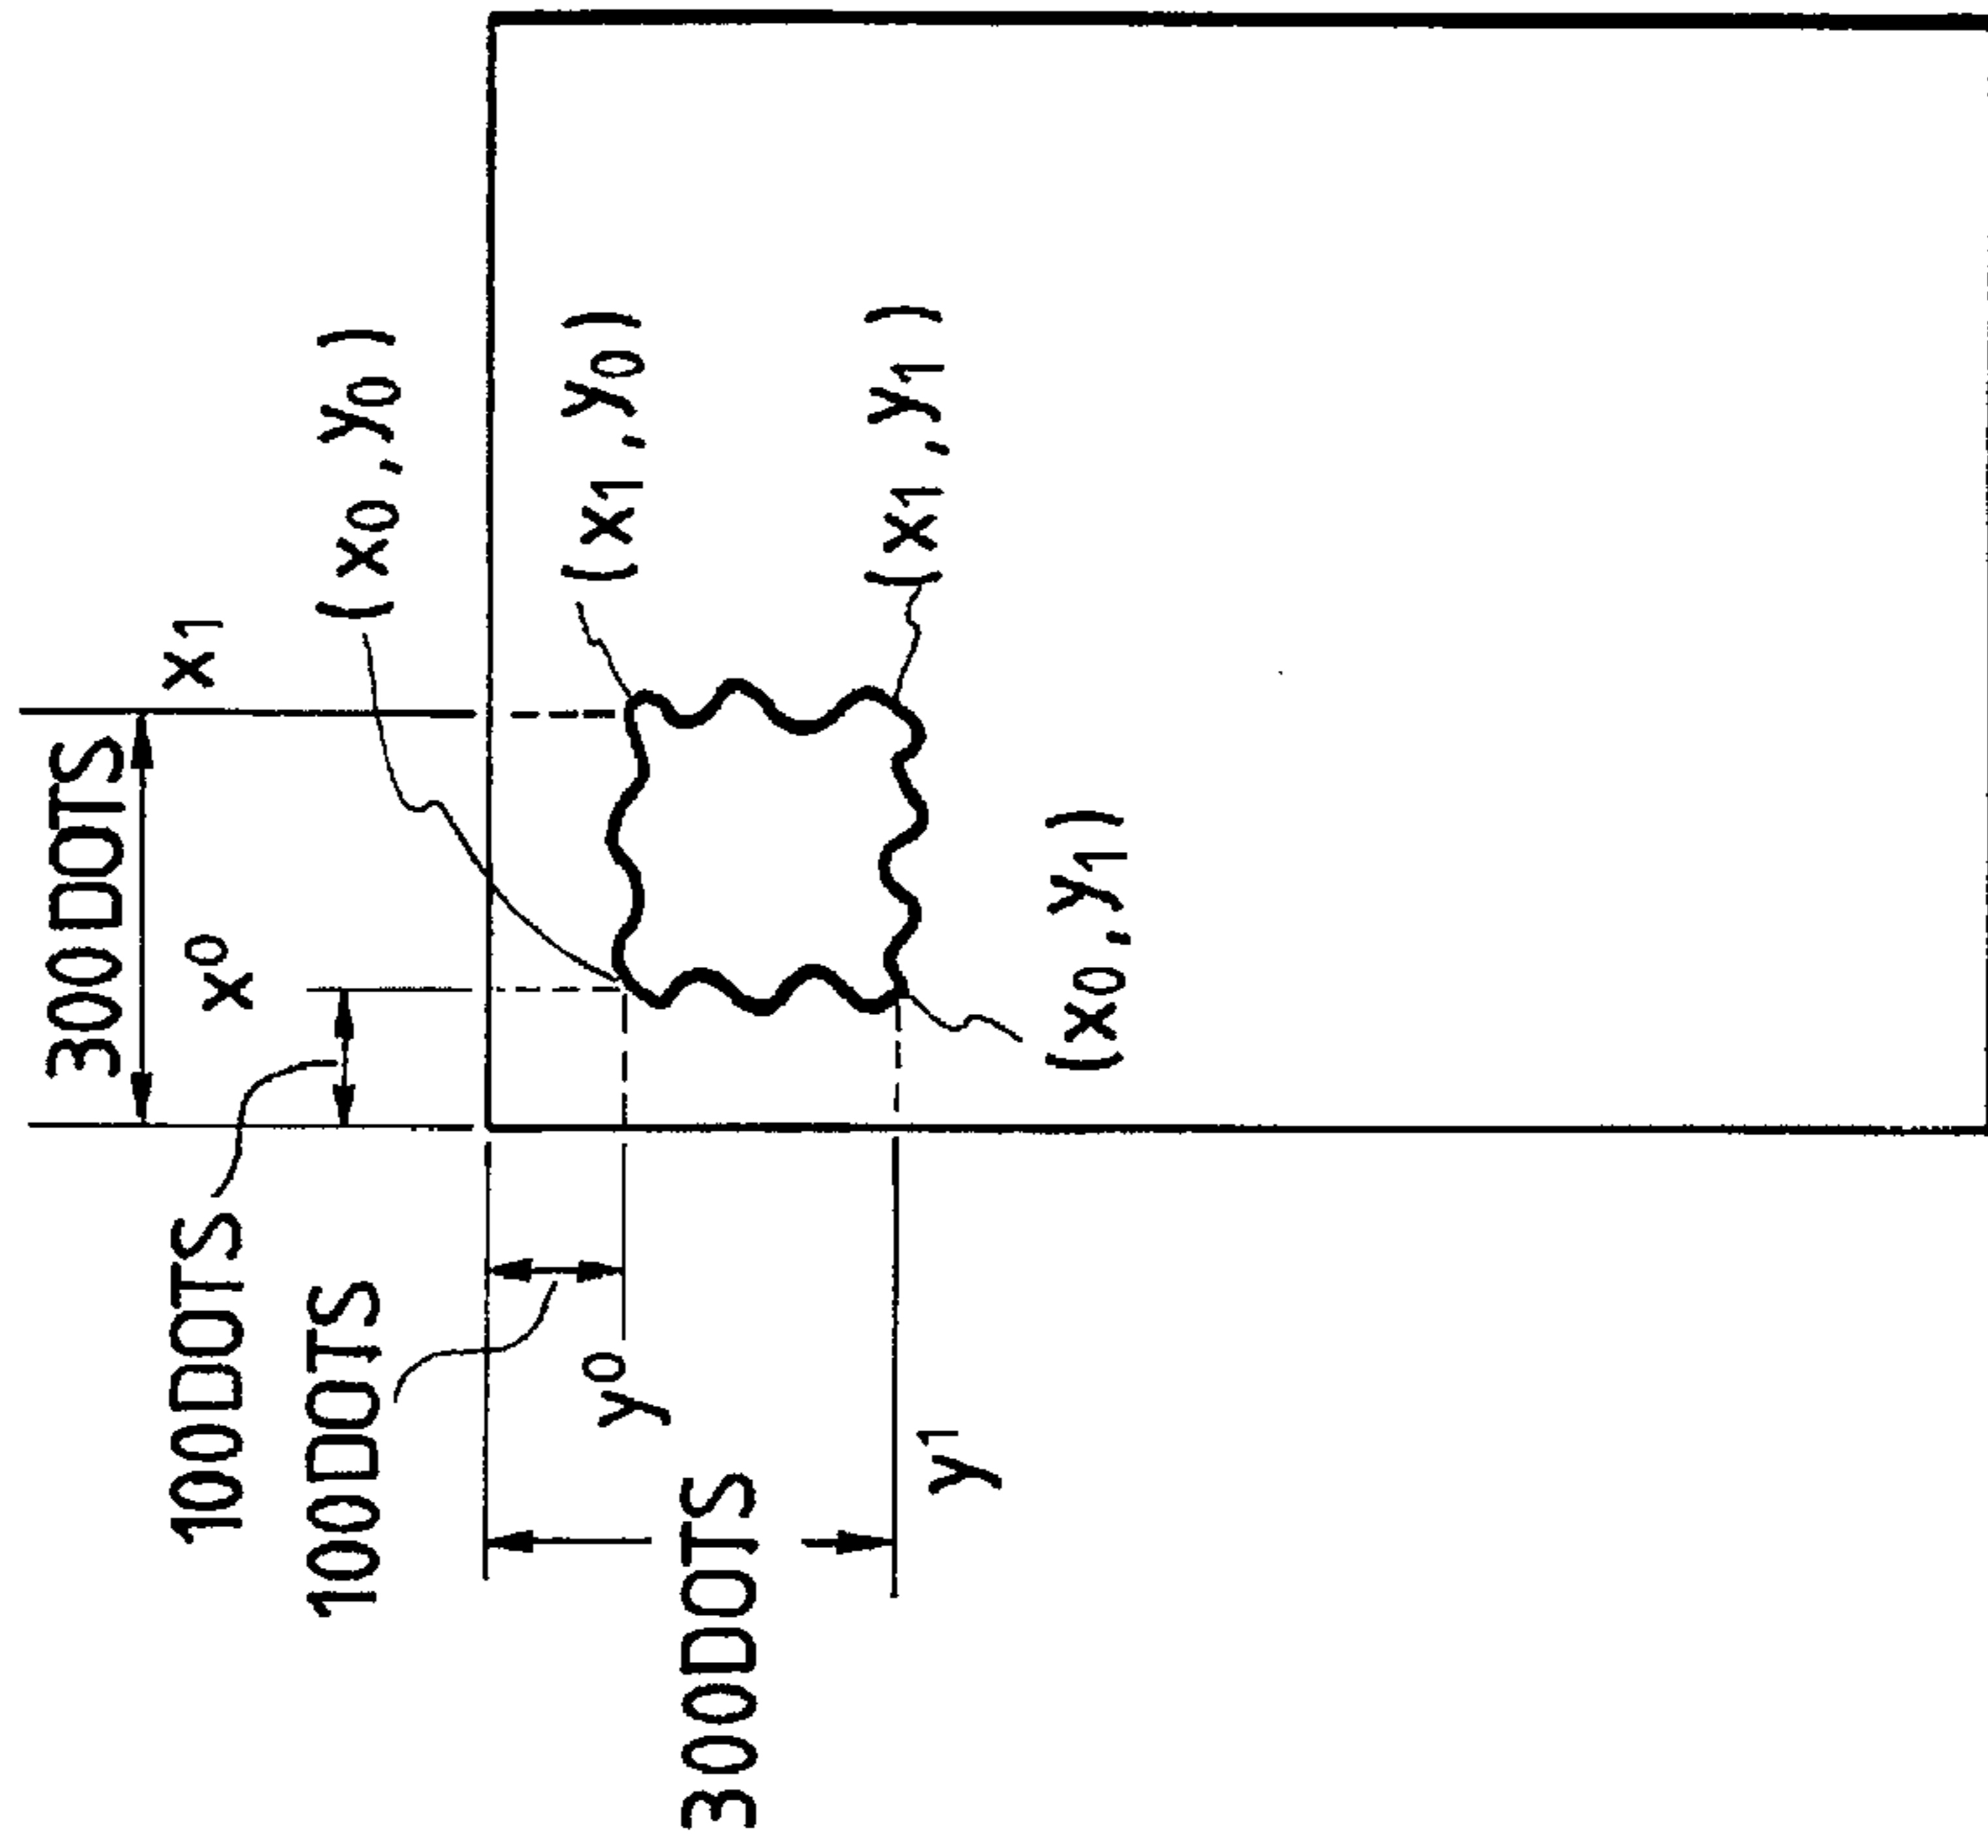 300 DOTS
100DOTS
x⁰
x₁
100DOTS
(x₀,y₀)
(x₁,y₀)
y⁰
300DOTS
(x₁,y₁)
y¹
(x₀,y₁)